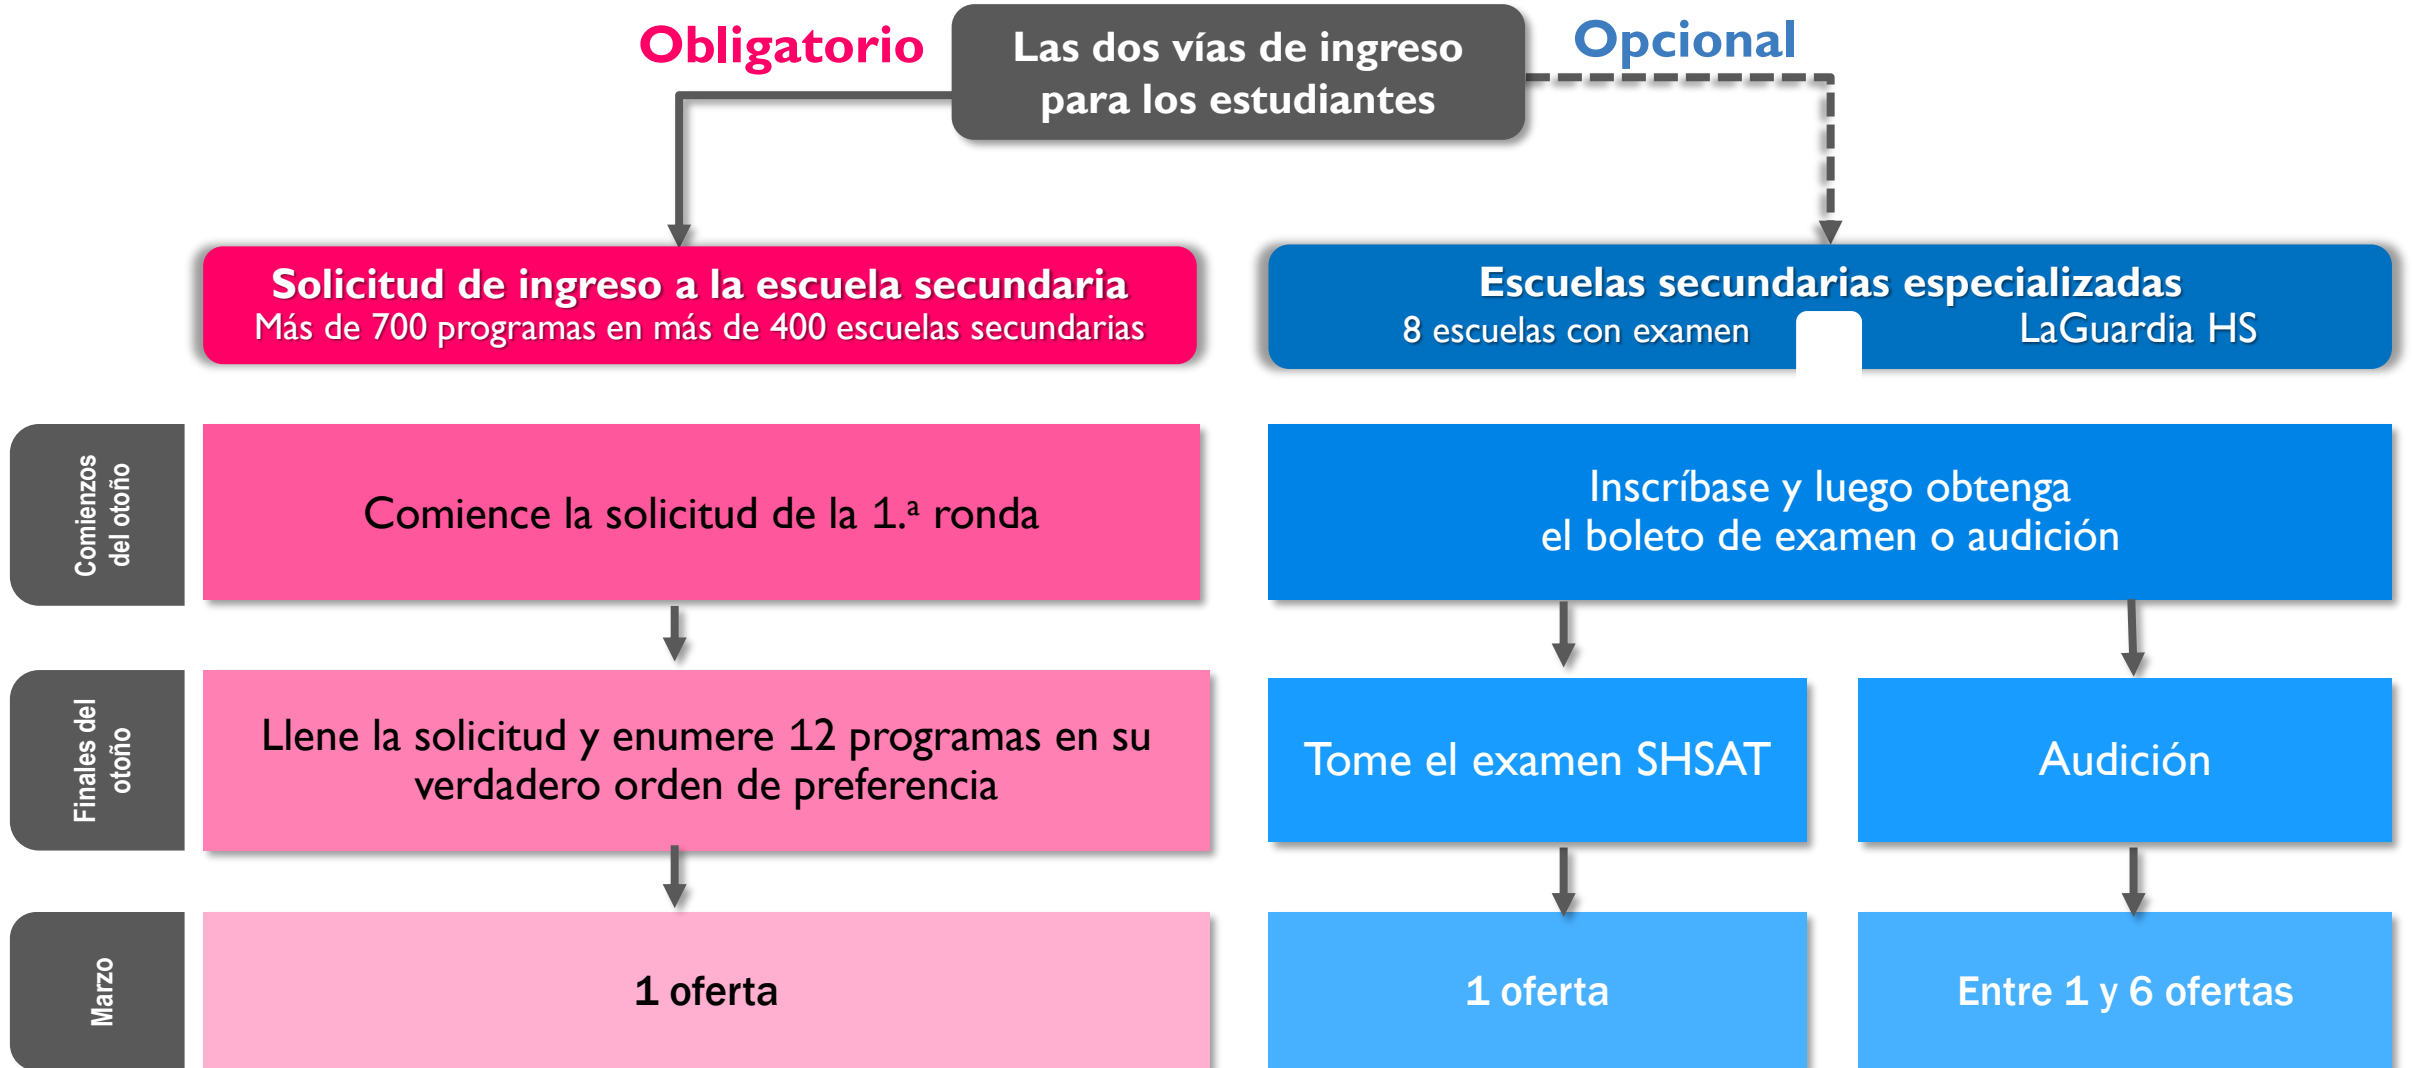 Obligatorio
Las dos vías de ingreso
para los estudiantes
Opcional
Solicitud de ingreso a la escuela secundaria
Más de 700 programas en más de 400 escuelas secundarias
Escuelas secundarias especializadas
8 escuelas con examen
LaGuardia HS
Comienzos
del otoño
Comience la solicitud de la 1.ª ronda
Inscríbase y luego obtenga
el boleto de examen o audición
Finales del
otoño
Llene la solicitud y enumere 12 programas en su
verdadero orden de preferencia
Tome el examen SHSAT
Audición
Marzo
1 oferta
1 oferta
Entre 1 y 6 ofertas